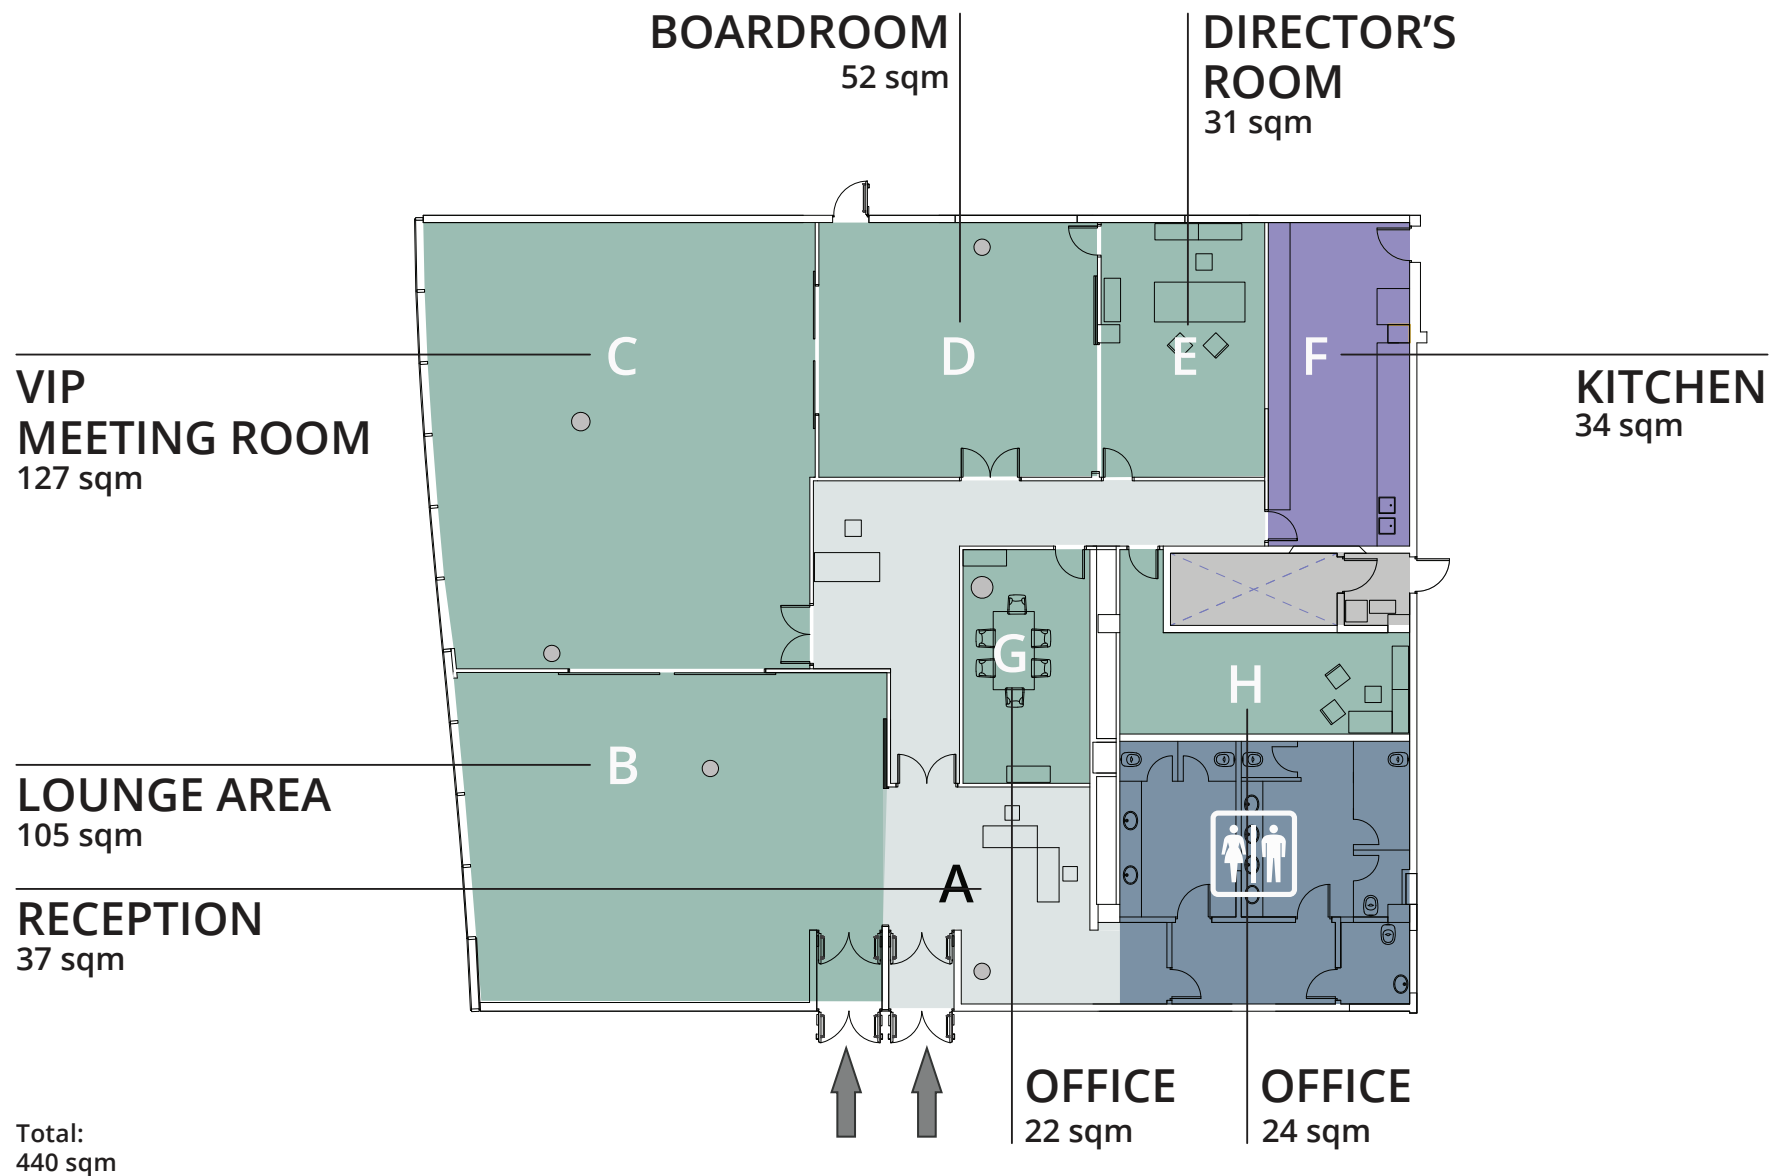 BOARDROOM
52 sqm
DIRECTOR’S
ROOM
31 sqm
C
D
E
F
VIP
MEETING ROOM
127 sqm
KITCHEN
34 sqm
G
H
B
LOUNGE AREA
105 sqm
A
RECEPTION
37 sqm
OFFICE
22 sqm
OFFICE
24 sqm
Total:
440 sqm